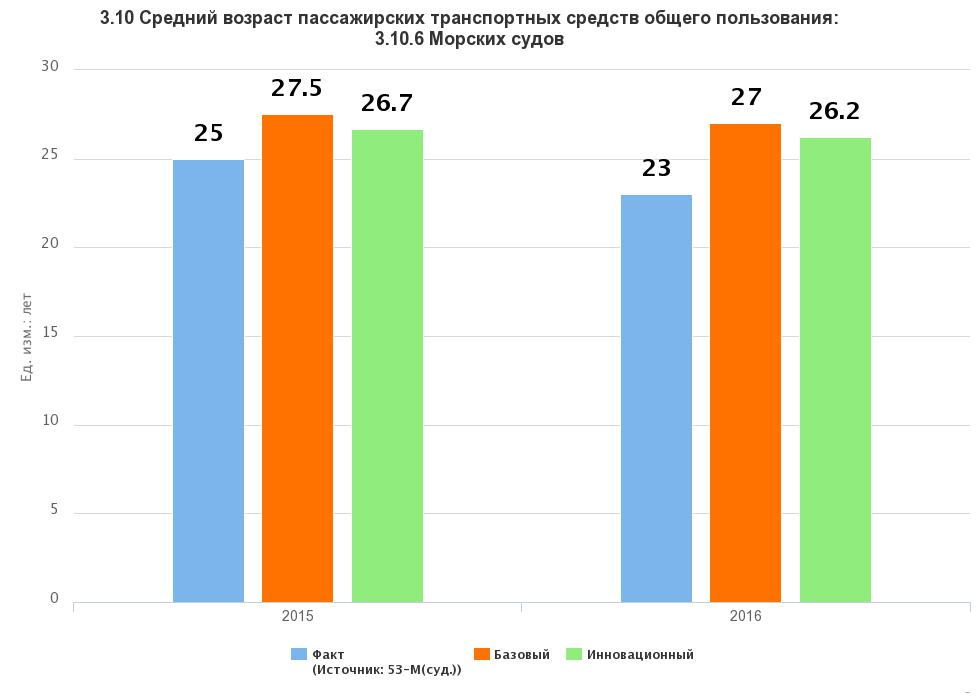 3.10 Средний возраст пассажирских транспортных средств общего пользования:
3.10.6 Морских судов
30
27.5
27
26.7
26.2
25
23
25
20
15
10
5
0
Ед. изм.: лет
2015
2016
Факт
(Источник: 53-М(суд.))
Базовый
Инновационный